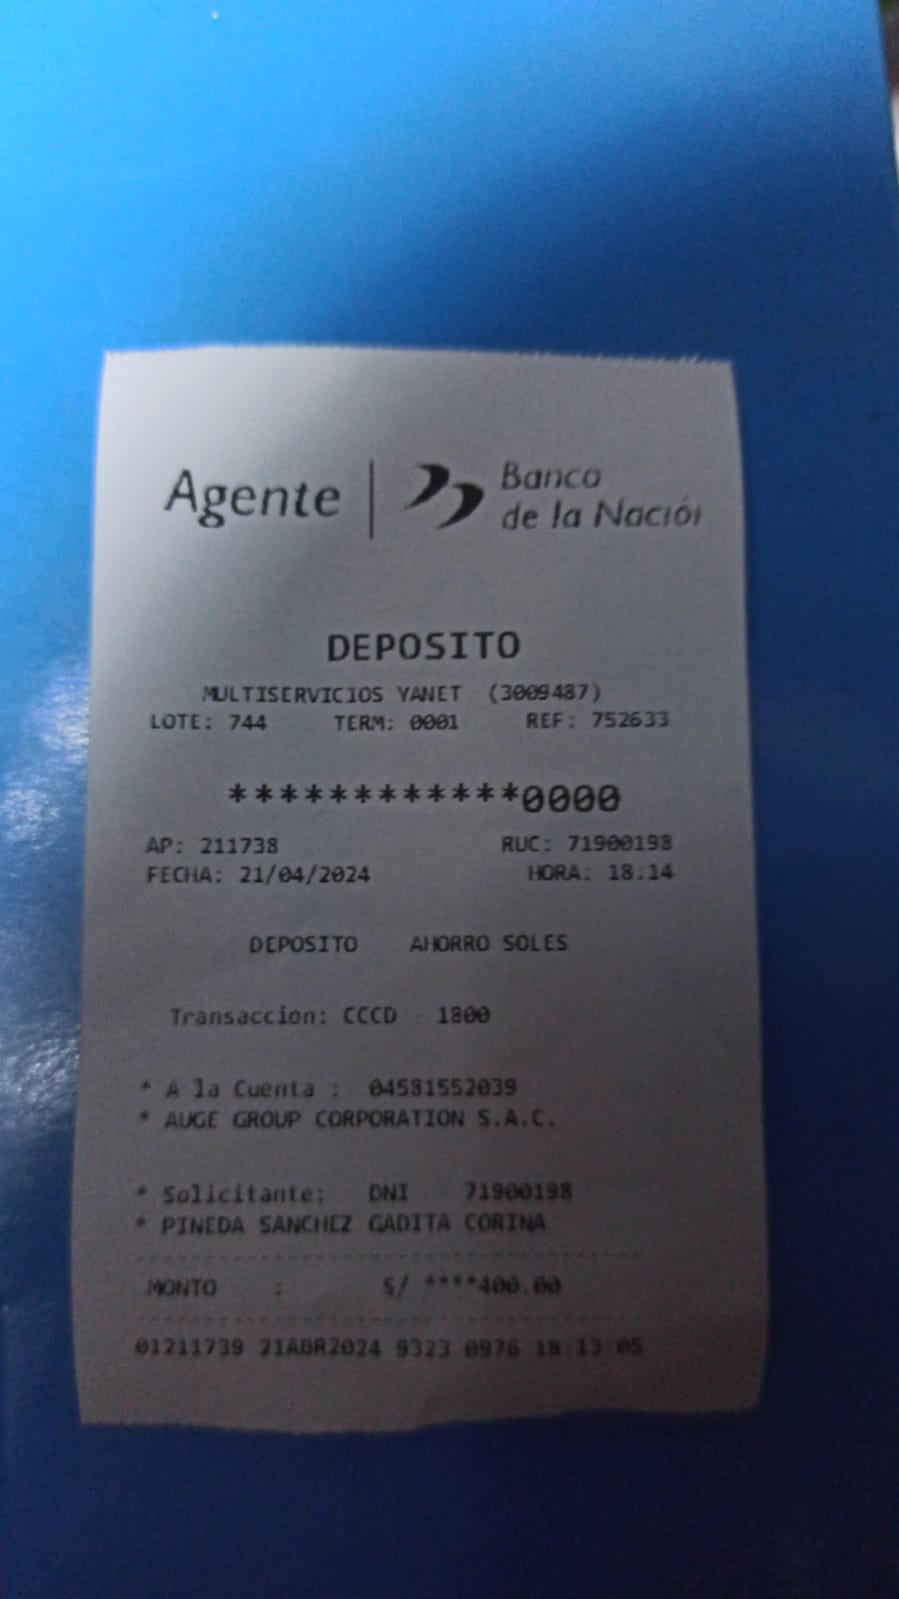 Agente | Banco
de la Nación
DEPOSITO
MULTISERVICIOS YANET (3009487)
LOTE: 744 TERM: 0001 REF: 752633
************0000
AP: 211738 RUC: 71900198
FECHA: 21/04/2024 HORA: 18:14
DEPOSITO AHORRO SOLES
Transaccion: CCCD - 1800
* A la Cuenta : 04581552039
* AUGE GROUP CORPORATION S.A.C.
* Solicitante: DNI - 71900198
* PINEDA SANCHEZ GADITA CORINA
MONTO : S/ ****400.00
01211739 21ABR2024 9323 0976 18:13:05